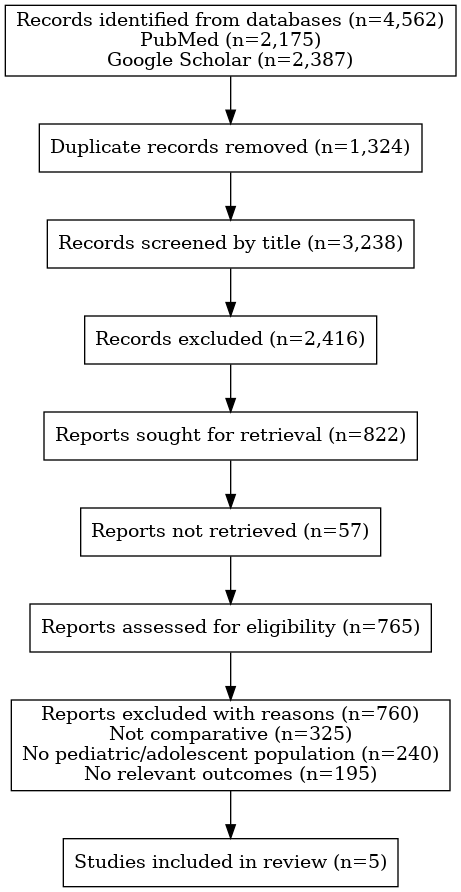 Records identified from databases (n=4,562)
PubMed (n=2,175)
Google Scholar (n=2,387)
Duplicate records removed (n=1,324)
Records screened by title (n=3,238)
Records excluded (n=2,416)
Reports sought for retrieval (n=822)
Reports not retrieved (n=57)
Reports assessed for eligibility (n=765)
Reports excluded with reasons (n=760)
Not comparative (n=325)
No pediatric/adolescent population (n=240)
No relevant outcomes (n=195)
Studies included in review (n=5)